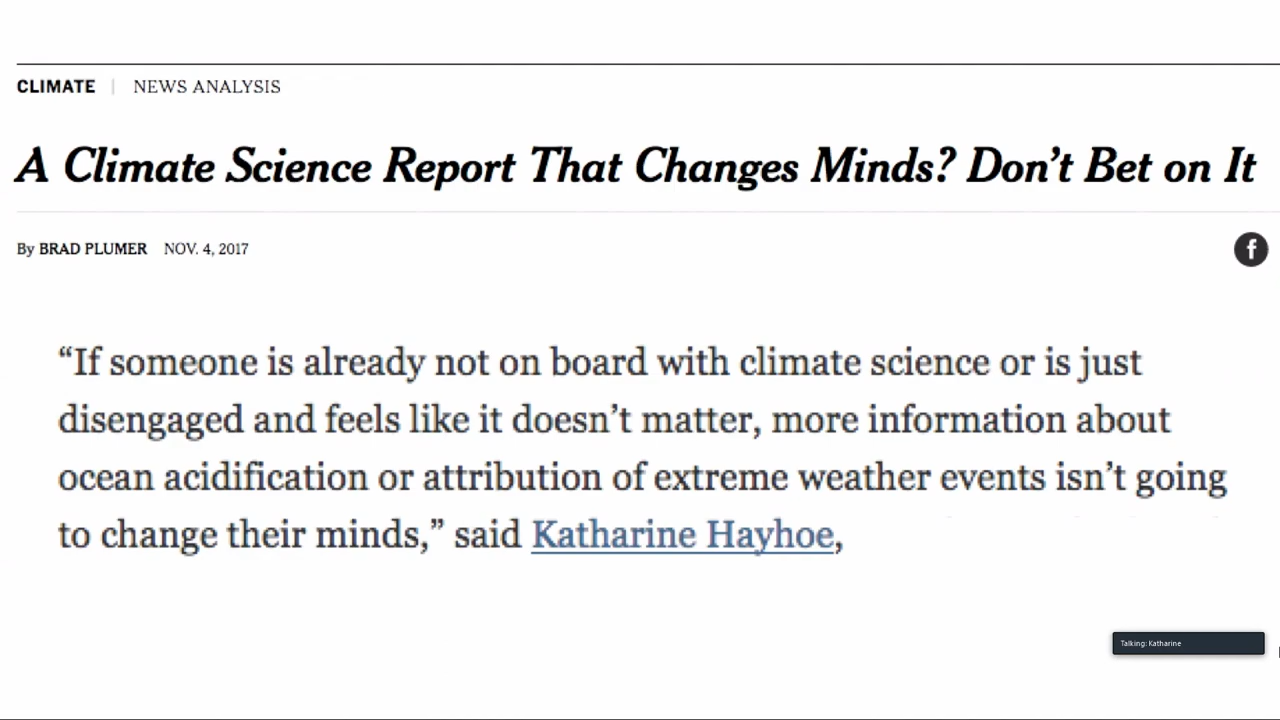 CLIMATE | NEWS ANALYSIS
A Climate Science Report That Changes Minds? Don’t Bet on It
By BRAD PLUMER NOV. 4, 2017
f
“If someone is already not on board with climate science or is just
disengaged and feels like it doesn’t matter, more information about
ocean acidification or attribution of extreme weather events isn’t going
to change their minds,” said Katharine Hayhoe,
Talking: Katharine